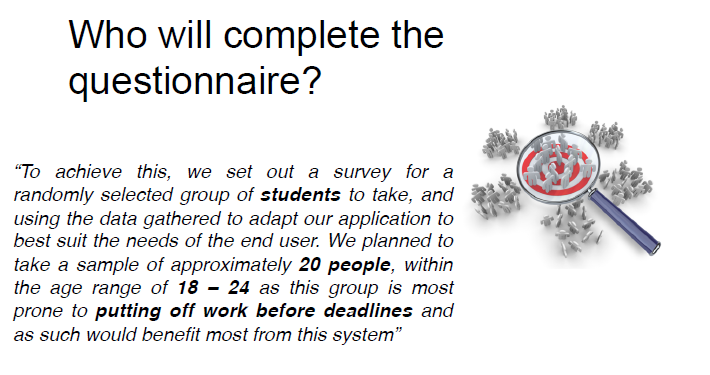 Who will complete the
questionnaire?
“To achieve this, we set out a survey for a
randomly selected group of students to take, and
using the data gathered to adapt our application to
best suit the needs of the end user. We planned to
take a sample of approximately 20 people, within
the age range of 18 – 24 as this group is most
prone to putting off work before deadlines and
as such would benefit most from this system”